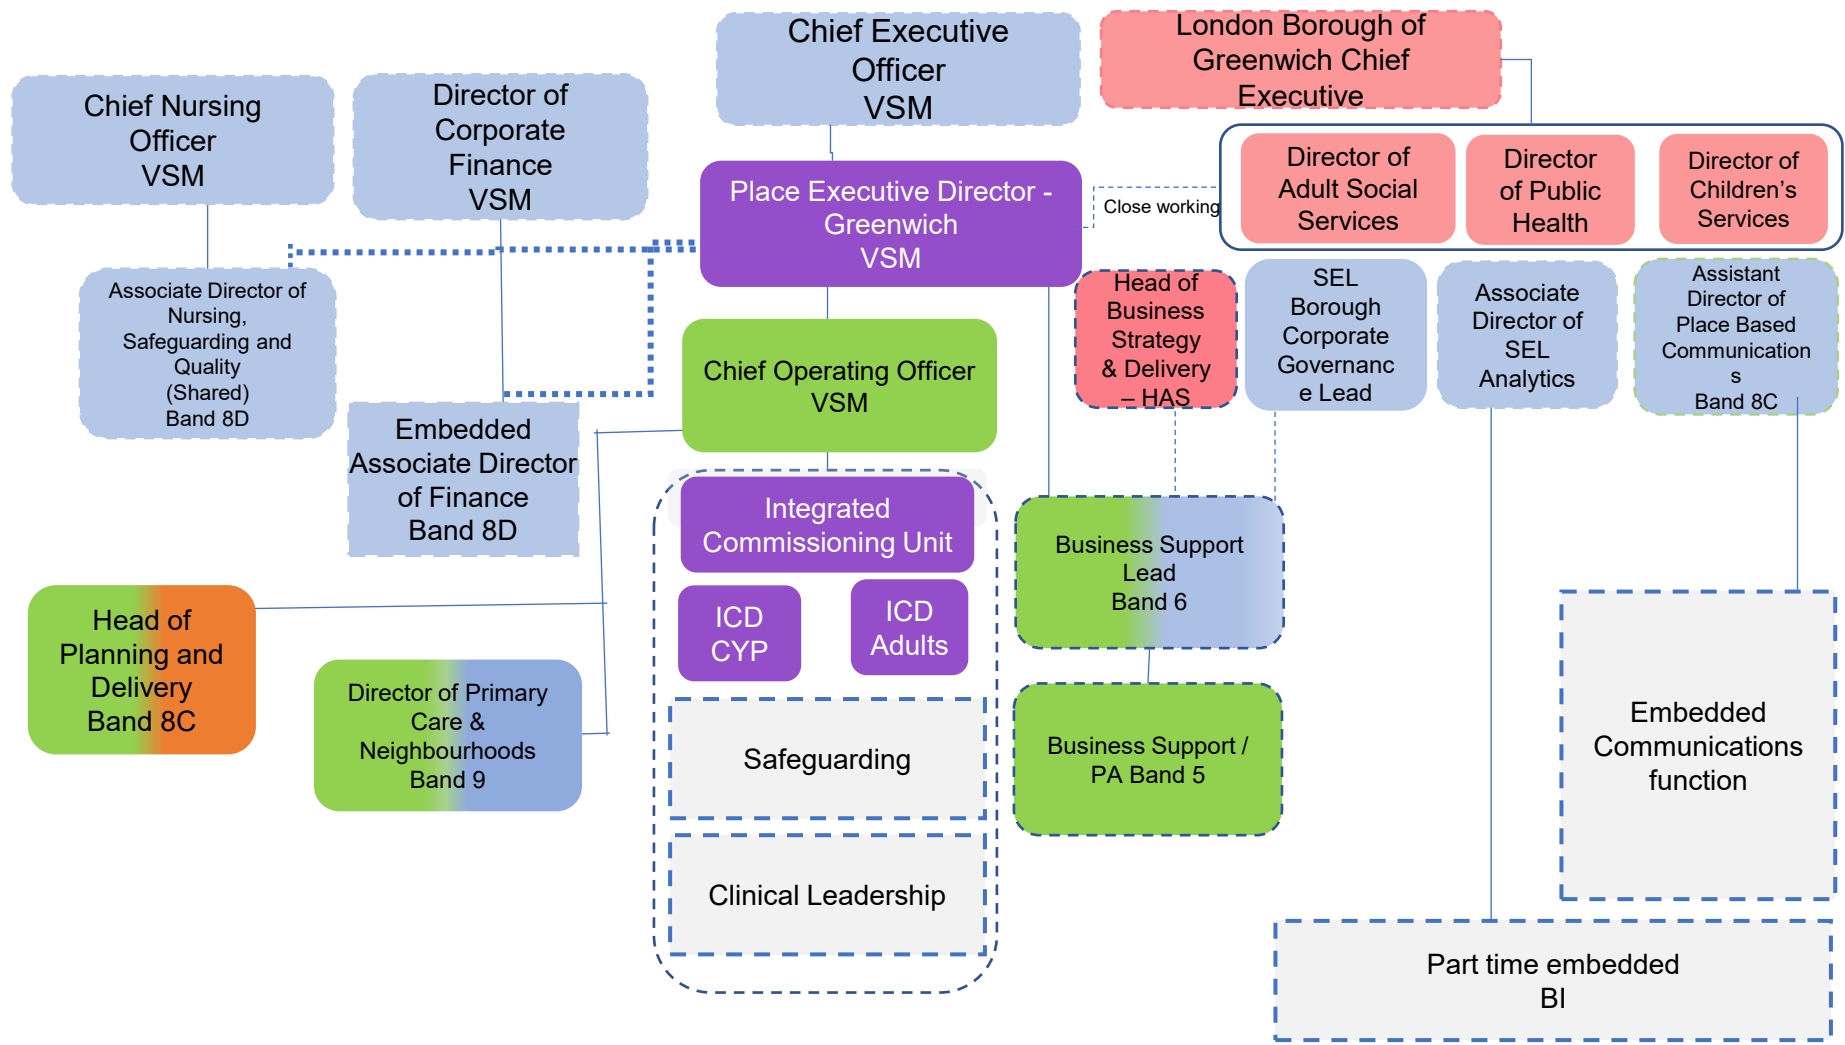 Chief Executive
Officer
VSM
London Borough of
Greenwich Chief
Executive
Chief Nursing
Officer
VSM
Director of
Corporate
Finance
VSM
Place Executive Director -
Greenwich
VSM
Close working
Director of
Adult Social
Services
Director
of Public
Health
Director of
Children’s
Services
Associate Director of
Nursing,
Safeguarding and
Quality
(Shared)
Band 8D
Embedded
Associate Director
of Finance
Band 8D
Chief Operating Officer
VSM
Head of
Business
Strategy
& Delivery
– HAS
SEL
Borough
Corporate
Governanc
e Lead
Associate
Director of
SEL
Analytics
Assistant
Director of
Place Based
Communication
s
Band 8C
Integrated
Commissioning Unit
ICD
CYP
ICD
Adults
Safeguarding
Clinical Leadership
Business Support
Lead
Band 6
Business Support /
PA Band 5
Head of
Planning and
Delivery
Band 8C
Director of Primary
Care &
Neighbourhoods
Band 9
Embedded
Communications
function
Part time embedded
BI